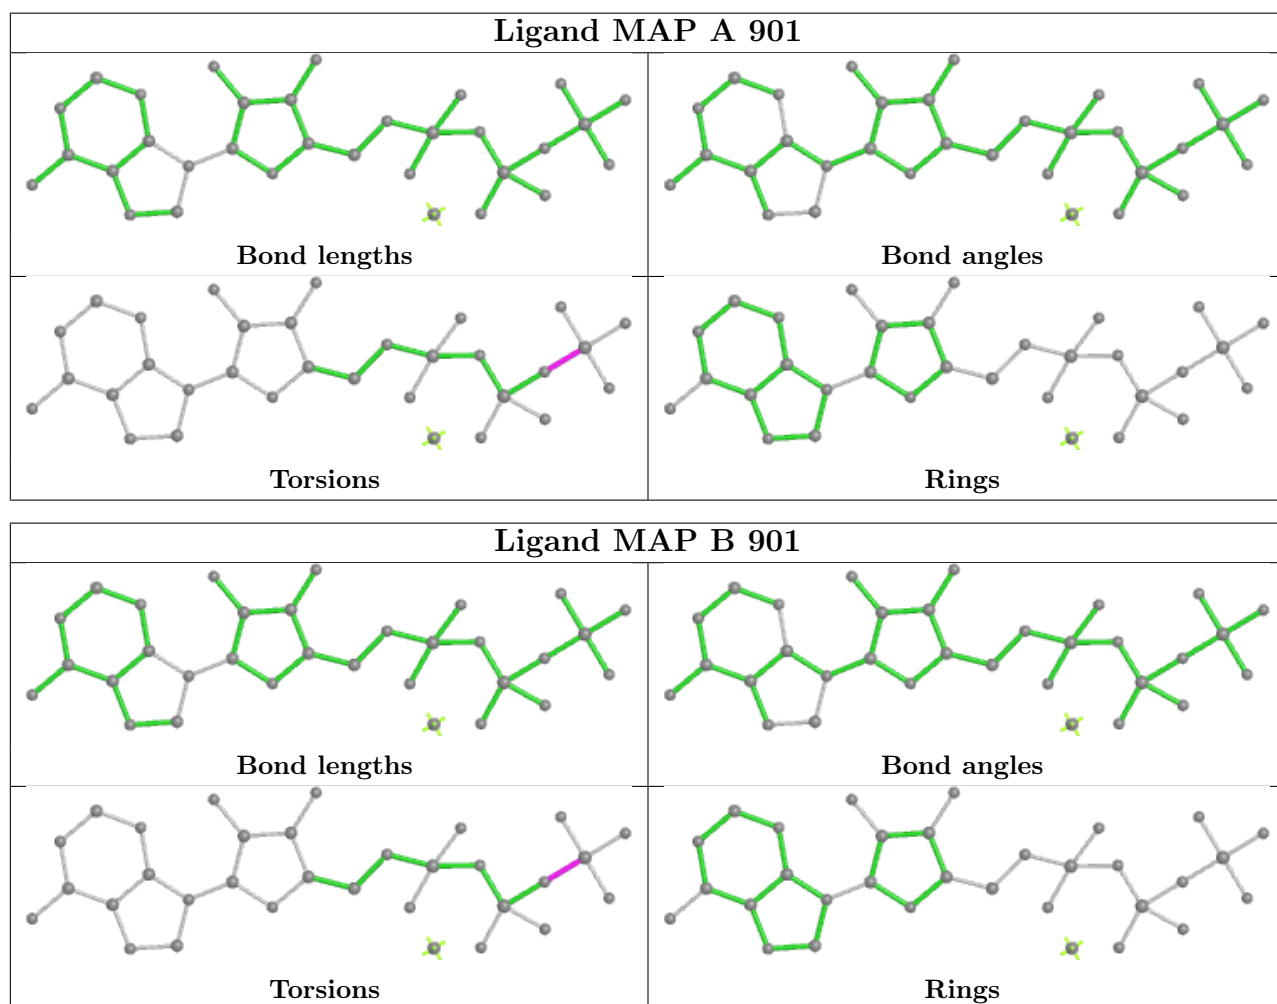 Ligand MAP A 901
Bond lengths
Bond angles
Torsions
Rings
Ligand MAP B 901
Bond lengths
Bond angles
Torsions
Rings